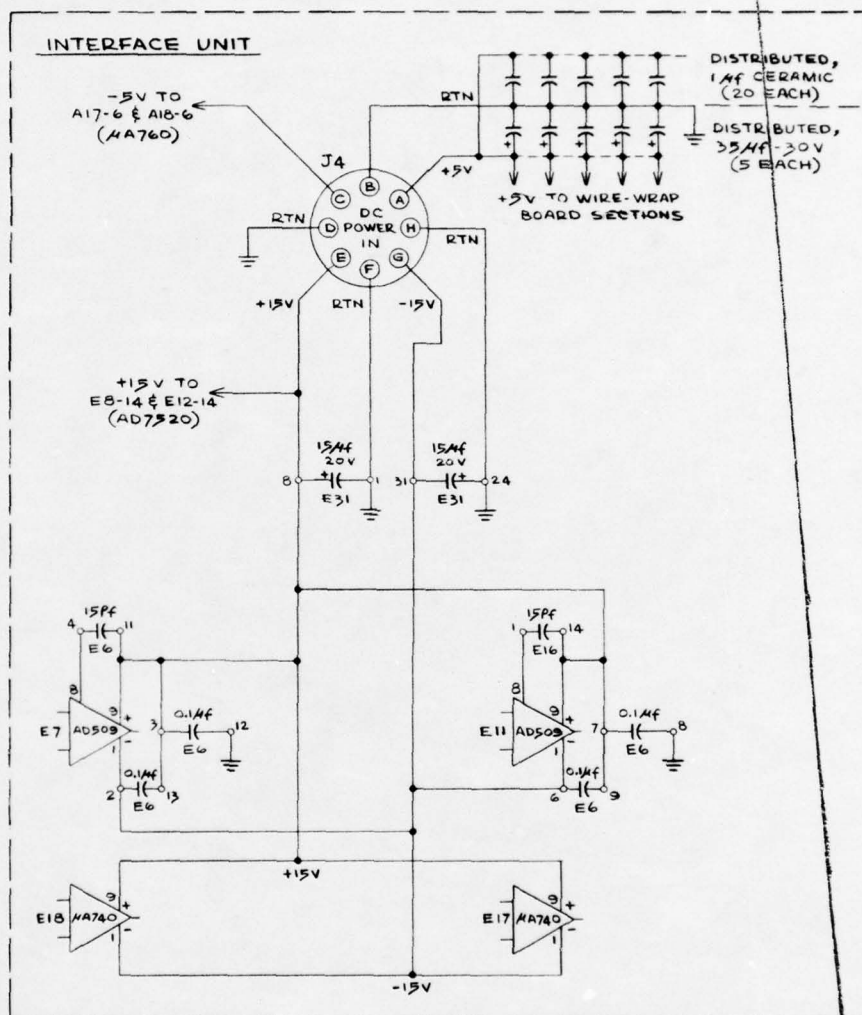 INTERFACE UNIT
-5V TO
A17-6 & A18-6
(μA760)
RTN
DISTRIBUTED,
1μf CERAMIC
(20 EACH)
DISTRIBUTED,
35μf-30V
(5 EACH)
+5V
+5V TO WIRE-WRAP
BOARD SECTIONS
J4
B
C
A
DC
POWER
IN
RTN
D
H
RTN
E
F
G
+15V
RTN
-15V
+15V TO
E8-14 & E12-14
(AD7520)
15μf
20V
8
+
1
E31
15μf
20V
31
+
24
E31
15Pf
4
11
E6
8
9
+
E7
AD509
-
1
3
0.1μf
12
E6
0.1μf
2
13
E6
15Pf
1
14
E16
8
9
+
E11
AD509
-
1
7
0.1μf
8
E6
0.1μf
6
9
E6
+15V
E18
μA740
9
+
1
-
E17
μA740
9
+
1
-
-15V